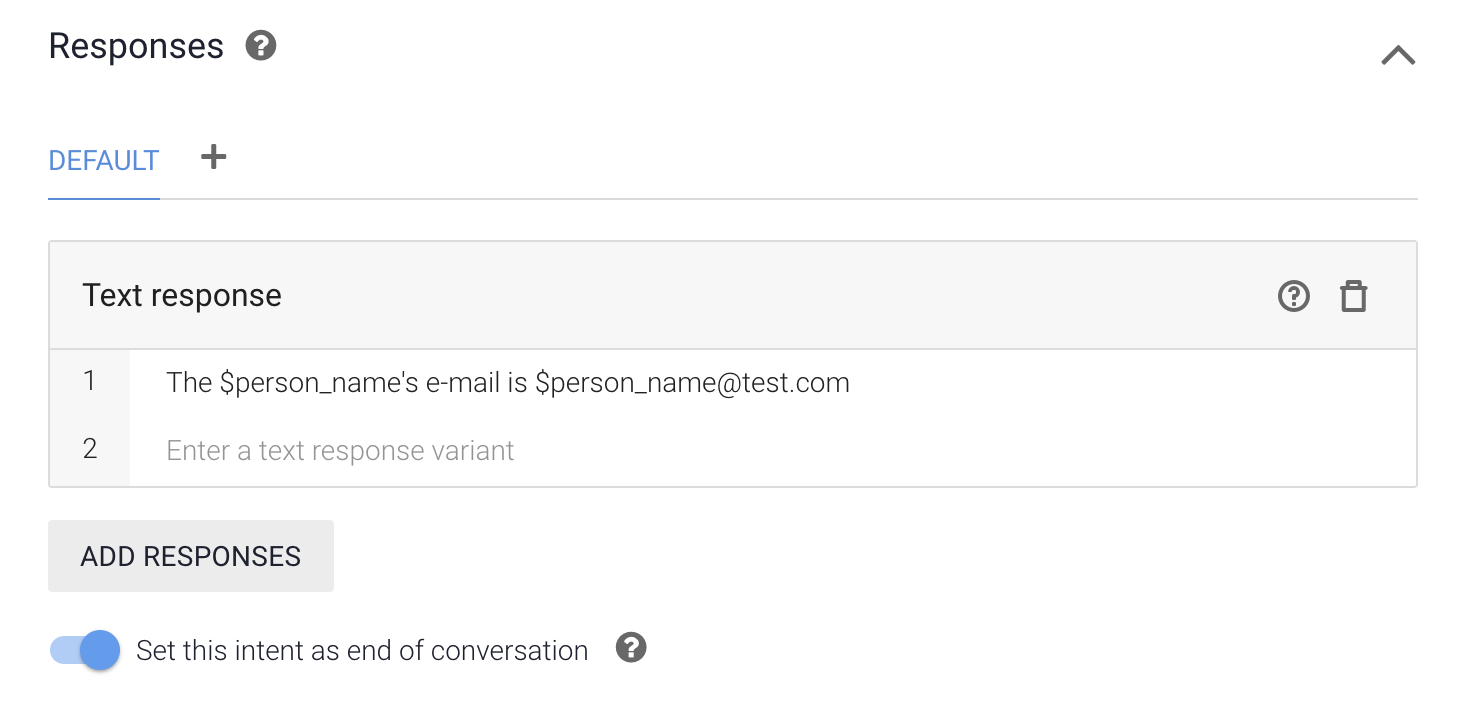 Responses
DEFAULT
Text response
1 The $person_name's e-mail is $person_name@test.com
2 Enter a text response variant
ADD RESPONSES
Set this intent as end of conversation